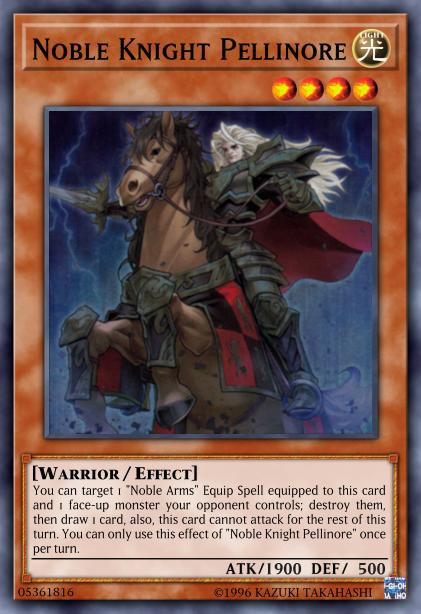 NOBLE KNIGHT PELLINORE
LIGHT
光
[WARRIOR / EFFECT]
You can target 1 "Noble Arms" Equip Spell equipped to this card
and 1 face-up monster your opponent controls; destroy them,
then draw 1 card, also, this card cannot attack for the rest of this
turn. You can only use this effect of "Noble Knight Pellinore" once
per turn.
ATK/1900 DEF/ 500
05361816
©1996 KAZUKI TAKAHASHI